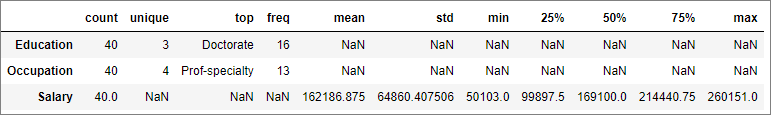 count unique top freq mean std min 25% 50% 75% max
Education 40 3 Doctorate 16 NaN NaN NaN NaN NaN NaN NaN
Occupation 40 4 Prof-specialty 13 NaN NaN NaN NaN NaN NaN NaN
Salary 40.0 NaN NaN NaN 162186.875 64860.407506 50103.0 99897.5 169100.0 214440.75 260151.0